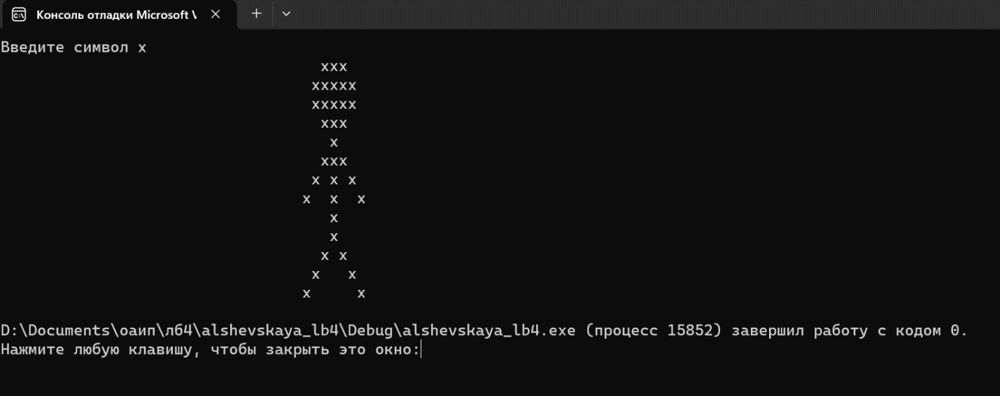 Консоль отладки Microsoft V
Введите символ x
                                   xxx
                                  xxxxx
                                  xxxxx
                                   xxx
                                    x
                                   xxx
                                  x x x
                                 x  x  x
                                    x
                                    x
                                   x x
                                  x   x
                                 x     x
D:\Documents\оаип\лб4\alshevskaya_lb4\Debug\alshevskaya_lb4.exe (процесс 15852) завершил работу с кодом 0.
Нажмите любую клавишу, чтобы закрыть это окно: